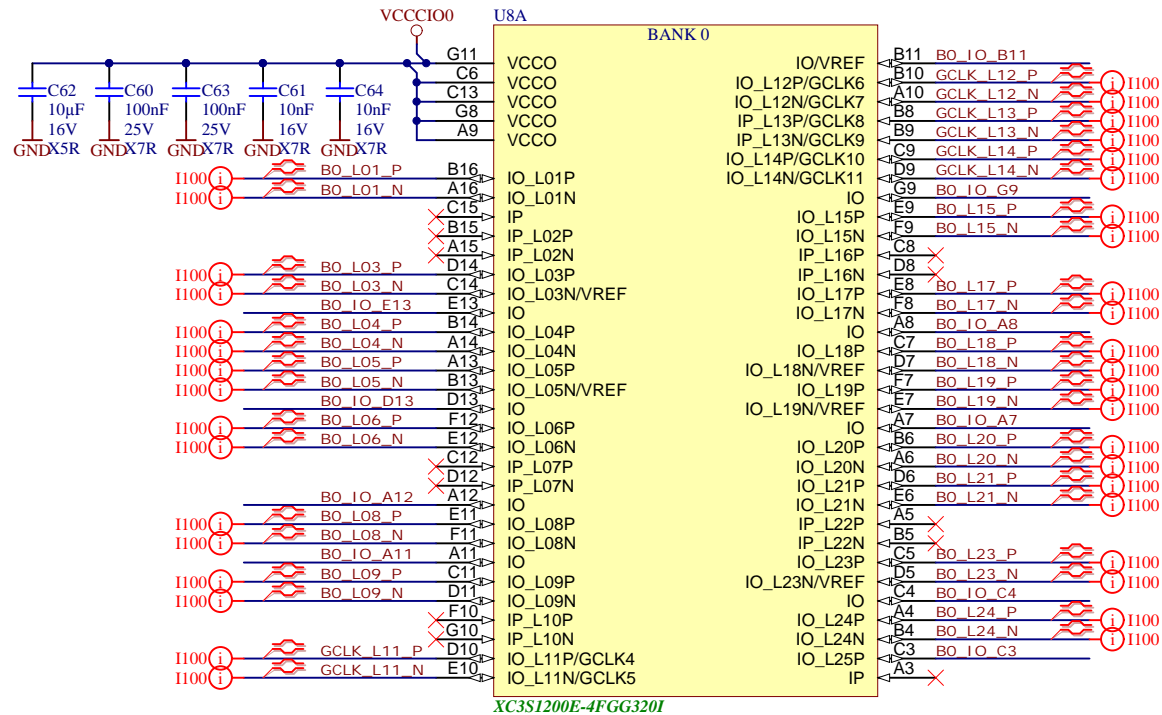 VCCCIO0
U8A
BANK 0
G11 VCCO
C6 VCCO
C13 VCCO
G8 VCCO
A9 VCCO
C62 10µF 16V X5R GND
C60 100nF 25V X7R GND
C63 100nF 25V X7R GND
C61 10nF 16V X7R GND
C64 10nF 16V X7R GND
I100 i B0_L01_P B16 IO_L01P
I100 i B0_L01_N A16 IO_L01N
C15 IP
B15 IP_L02P
A15 IP_L02N
I100 i B0_L03_P D14 IO_L03P
I100 i B0_L03_N C14 IO_L03N/VREF
B0_IO_E13 E13 IO
I100 i B0_L04_P B14 IO_L04P
I100 i B0_L04_N A14 IO_L04N
I100 i B0_L05_P A13 IO_L05P
I100 i B0_L05_N B13 IO_L05N/VREF
B0_IO_D13 D13 IO
I100 i B0_L06_P F12 IO_L06P
I100 i B0_L06_N E12 IO_L06N
C12 IP_L07P
D12 IP_L07N
B0_IO_A12 A12 IO
I100 i B0_L08_P E11 IO_L08P
I100 i B0_L08_N F11 IO_L08N
B0_IO_A11 A11 IO
I100 i B0_L09_P C11 IO_L09P
I100 i B0_L09_N D11 IO_L09N
F10 IP_L10P
G10 IP_L10N
I100 i GCLK_L11_P D10 IO_L11P/GCLK4
I100 i GCLK_L11_N E10 IO_L11N/GCLK5
IO/VREF B11 B0_IO_B11
IO_L12P/GCLK6 B10 GCLK_L12_P i I100
IO_L12N/GCLK7 A10 GCLK_L12_N i I100
IP_L13P/GCLK8 B8 GCLK_L13_P i I100
IP_L13N/GCLK9 B9 GCLK_L13_N i I100
IO_L14P/GCLK10 C9 GCLK_L14_P i I100
IO_L14N/GCLK11 D9 GCLK_L14_N i I100
IO G9 B0_IO_G9
IO_L15P E9 B0_L15_P i I100
IO_L15N F9 B0_L15_N i I100
IP_L16P C8
IP_L16N D8
IO_L17P E8 B0_L17_P i I100
IO_L17N F8 B0_L17_N i I100
IO A8 B0_IO_A8
IO_L18P C7 B0_L18_P i I100
IO_L18N/VREF D7 B0_L18_N i I100
IO_L19P F7 B0_L19_P i I100
IO_L19N/VREF E7 B0_L19_N i I100
IO A7 B0_IO_A7
IO_L20P B6 B0_L20_P i I100
IO_L20N A6 B0_L20_N i I100
IO_L21P D6 B0_L21_P i I100
IO_L21N E6 B0_L21_N i I100
IP_L22P A5
IP_L22N B5
IO_L23P C5 B0_L23_P i I100
IO_L23N/VREF D5 B0_L23_N i I100
IO C4 B0_IO_C4
IO_L24P A4 B0_L24_P i I100
IO_L24N B4 B0_L24_N i I100
IO_L25P C3 B0_IO_C3
IP A3
XC3S1200E-4FGG320I